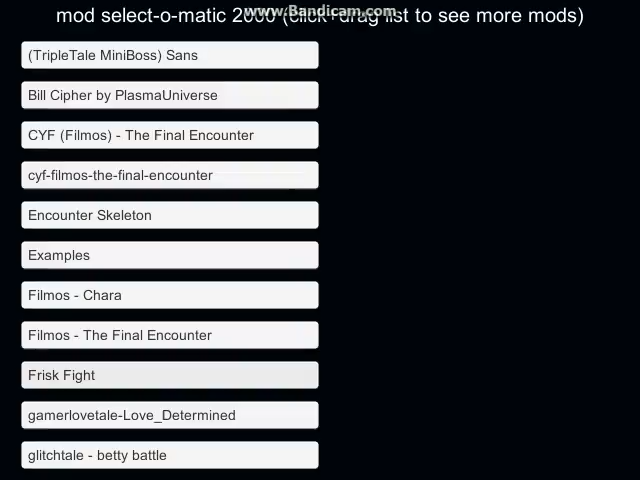 mod select-o-matic 2000 (click+drag list to see more mods)
www.Bandicam.com
(TripleTale MiniBoss) Sans
Bill Cipher by PlasmaUniverse
CYF (Filmos) - The Final Encounter
cyf-filmos-the-final-encounter
Encounter Skeleton
Examples
Filmos - Chara
Filmos - The Final Encounter
Frisk Fight
gamerlovetale-Love_Determined
glitchtale - betty battle